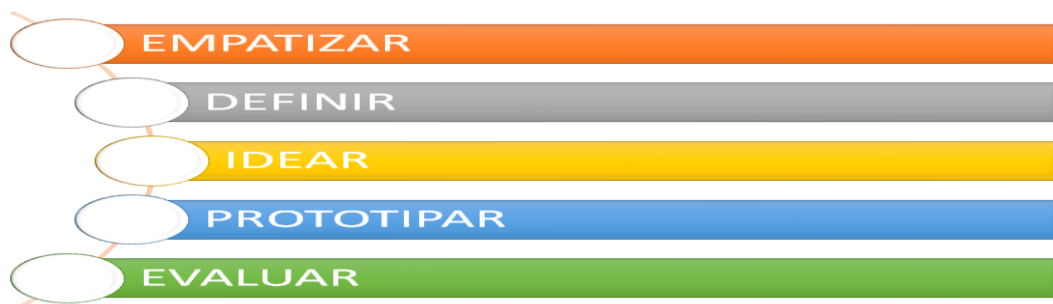 EMPATIZAR
DEFINIR
IDEAR
PROTOTIPAR
EVALUAR